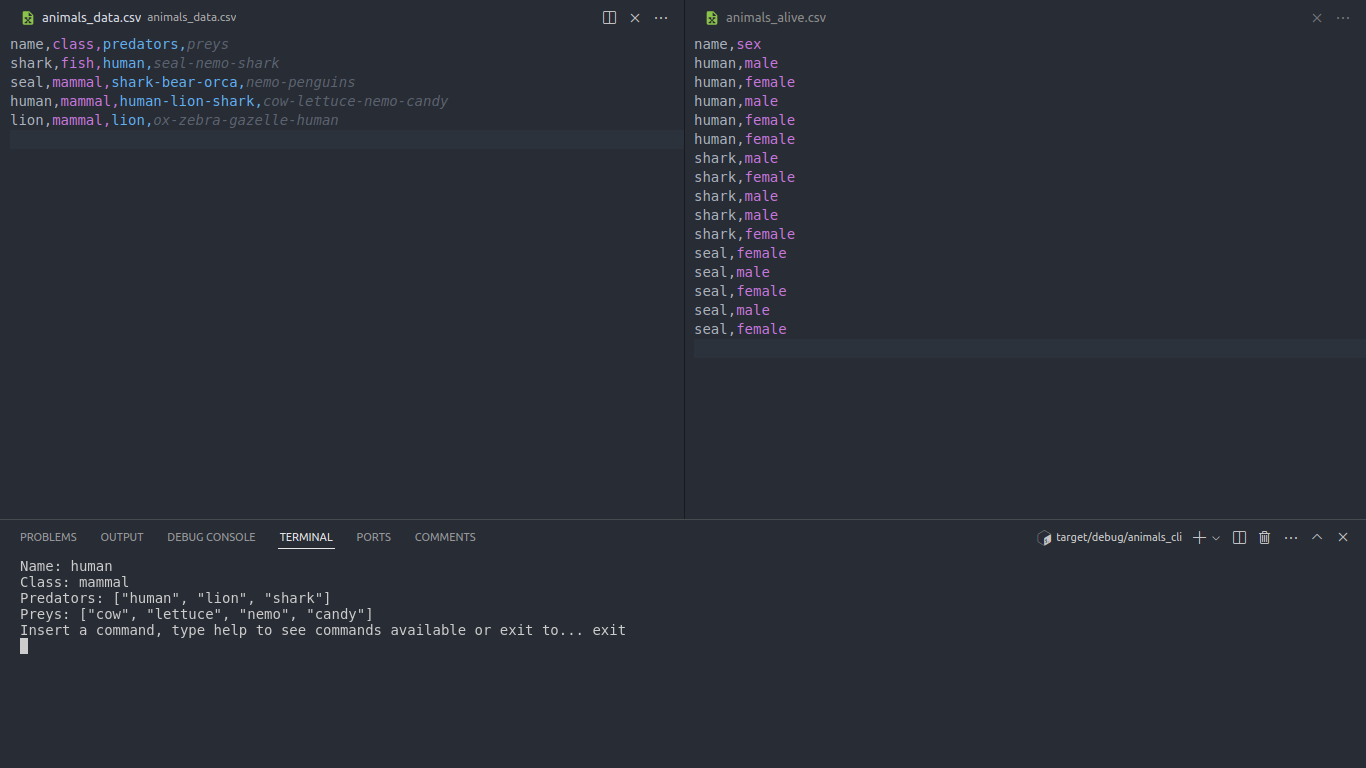 animals_data.csv animals_data.csv
name,class,predators,preys
shark,fish,human,seal-nemo-shark
seal,mammal,shark-bear-orca,nemo-penguins
human,mammal,human-lion-shark,cow-lettuce-nemo-candy
lion,mammal,lion,ox-zebra-gazelle-human
animals_alive.csv
name,sex
human,male
human,female
human,male
human,female
human,female
shark,male
shark,female
shark,male
shark,male
shark,female
seal,female
seal,male
seal,female
seal,male
seal,female
PROBLEMS OUTPUT DEBUG CONSOLE TERMINAL PORTS COMMENTS target/debug/animals_cli
Name: human
Class: mammal
Predators: ["human", "lion", "shark"]
Preys: ["cow", "lettuce", "nemo", "candy"]
Insert a command, type help to see commands available or exit to... exit